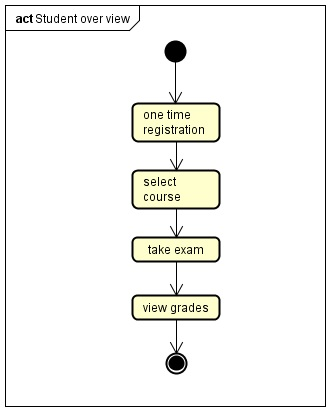 act Student over view
one time
registration
select
course
take exam
view grades